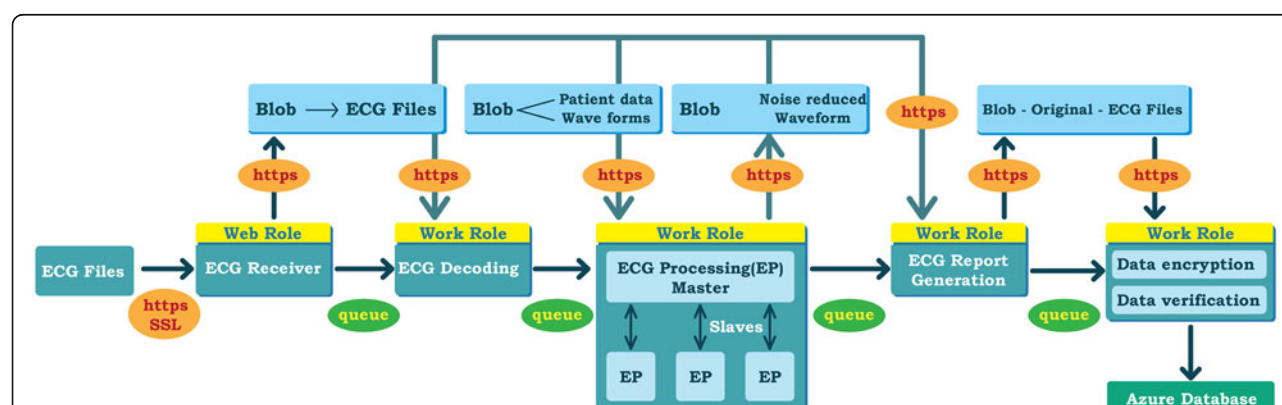 Blob → ECG Files
Blob
Patient data
Wave forms
Blob
Noise reduced
Waveform
https
Blob - Original - ECG Files
https
https
https
https
https
https
ECG Files
https
SSL
Web Role
ECG Receiver
queue
Work Role
ECG Decoding
queue
Work Role
ECG Processing(EP)
Master
Slaves
EP
EP
EP
queue
Work Role
ECG Report
Generation
queue
Work Role
Data encryption
Data verification
Azure Database